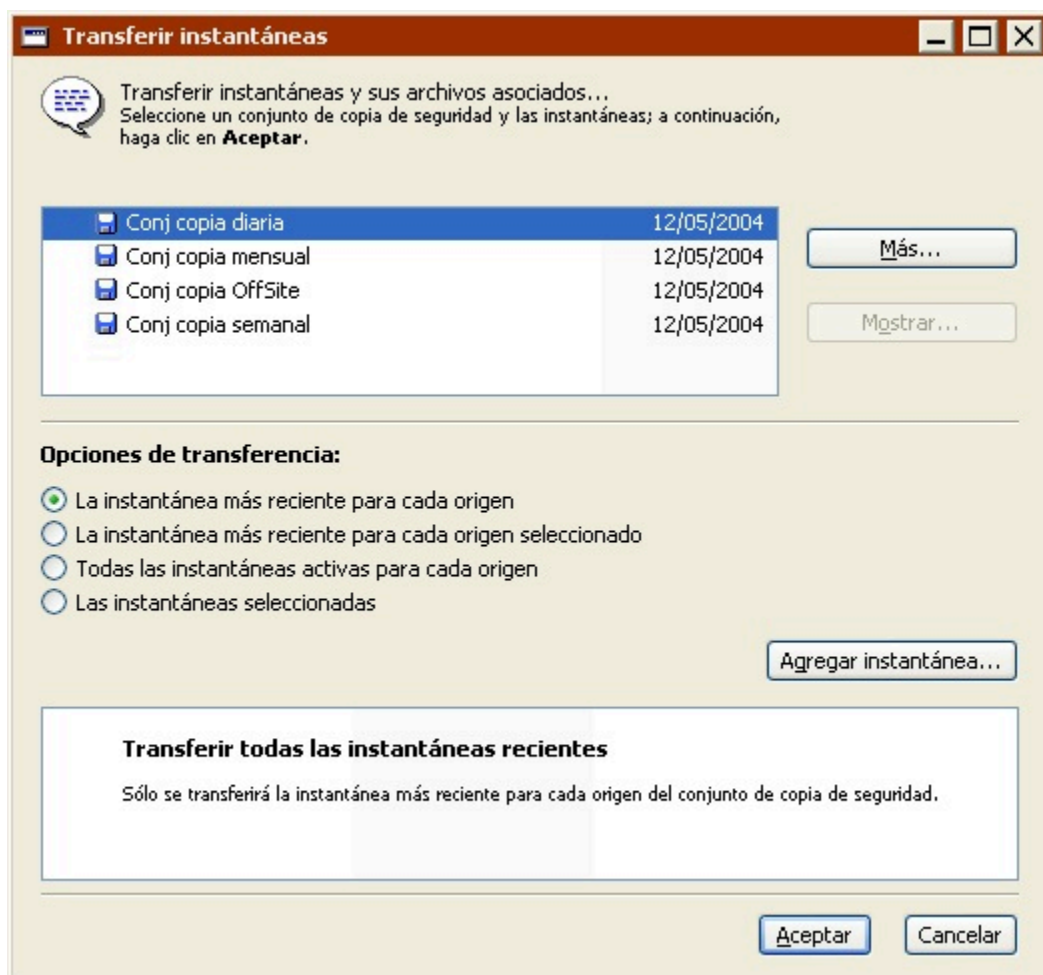 Transferir instantáneas
Transferir instantáneas y sus archivos asociados...
Seleccione un conjunto de copia de seguridad y las instantáneas; a continuación,
haga clic en Aceptar.
Conj copia diaria 12/05/2004
Conj copia mensual 12/05/2004
Conj copia OffSite 12/05/2004
Conj copia semanal 12/05/2004
Más...
Mostrar...
Opciones de transferencia:
La instantánea más reciente para cada origen
La instantánea más reciente para cada origen seleccionado
Todas las instantáneas activas para cada origen
Las instantáneas seleccionadas
Agregar instantánea...
Transferir todas las instantáneas recientes
Sólo se transferirá la instantánea más reciente para cada origen del conjunto de copia de seguridad.
Aceptar
Cancelar